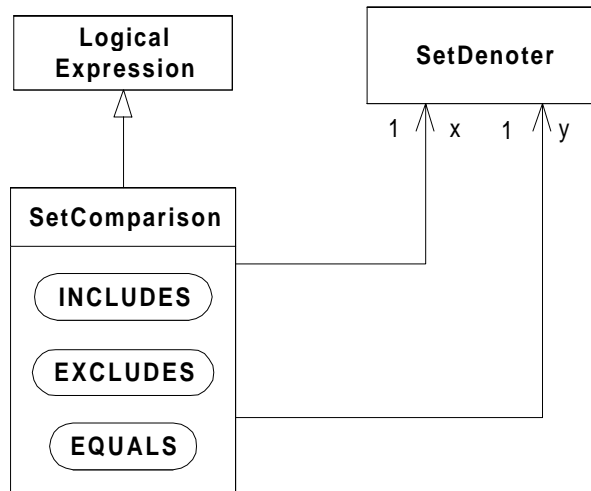 Logical
Expression
SetDenoter
1 x 1 y
SetComparison
INCLUDES
EXCLUDES
EQUALS